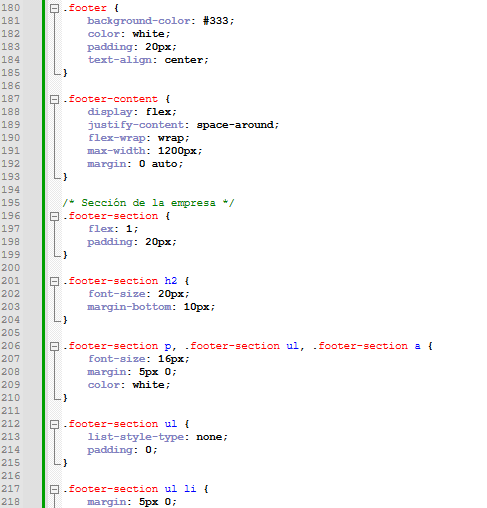 180 .footer {
181 background-color: #333;
182 color: white;
183 padding: 20px;
184 text-align: center;
185 }
186
187 .footer-content {
188 display: flex;
189 justify-content: space-around;
190 flex-wrap: wrap;
191 max-width: 1200px;
192 margin: 0 auto;
193 }
194
195 /* Sección de la empresa */
196 .footer-section {
197 flex: 1;
198 padding: 20px;
199 }
200
201 .footer-section h2 {
202 font-size: 20px;
203 margin-bottom: 10px;
204 }
205
206 .footer-section p, .footer-section ul, .footer-section a {
207 font-size: 16px;
208 margin: 5px 0;
209 color: white;
210 }
211
212 .footer-section ul {
213 list-style-type: none;
214 padding: 0;
215 }
216
217 .footer-section ul li {
218 margin: 5px 0;